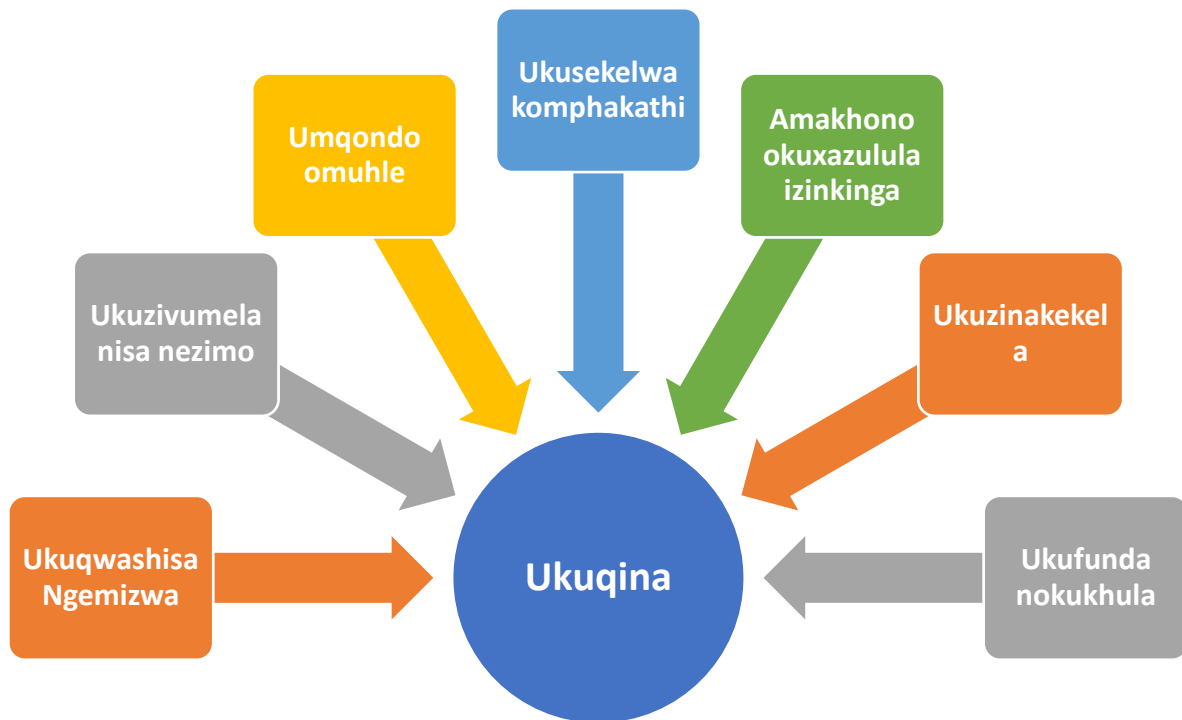 Ukusekelwa
komphakathi
Umqondo
omuhle
Amakhono
okuxazulula
izinkinga
Ukuzivumela
nisa nezimo
Ukuzinakekel
a
Ukuqwashisa
Ngemizwa
Ukuqina
Ukufunda
nokukhula